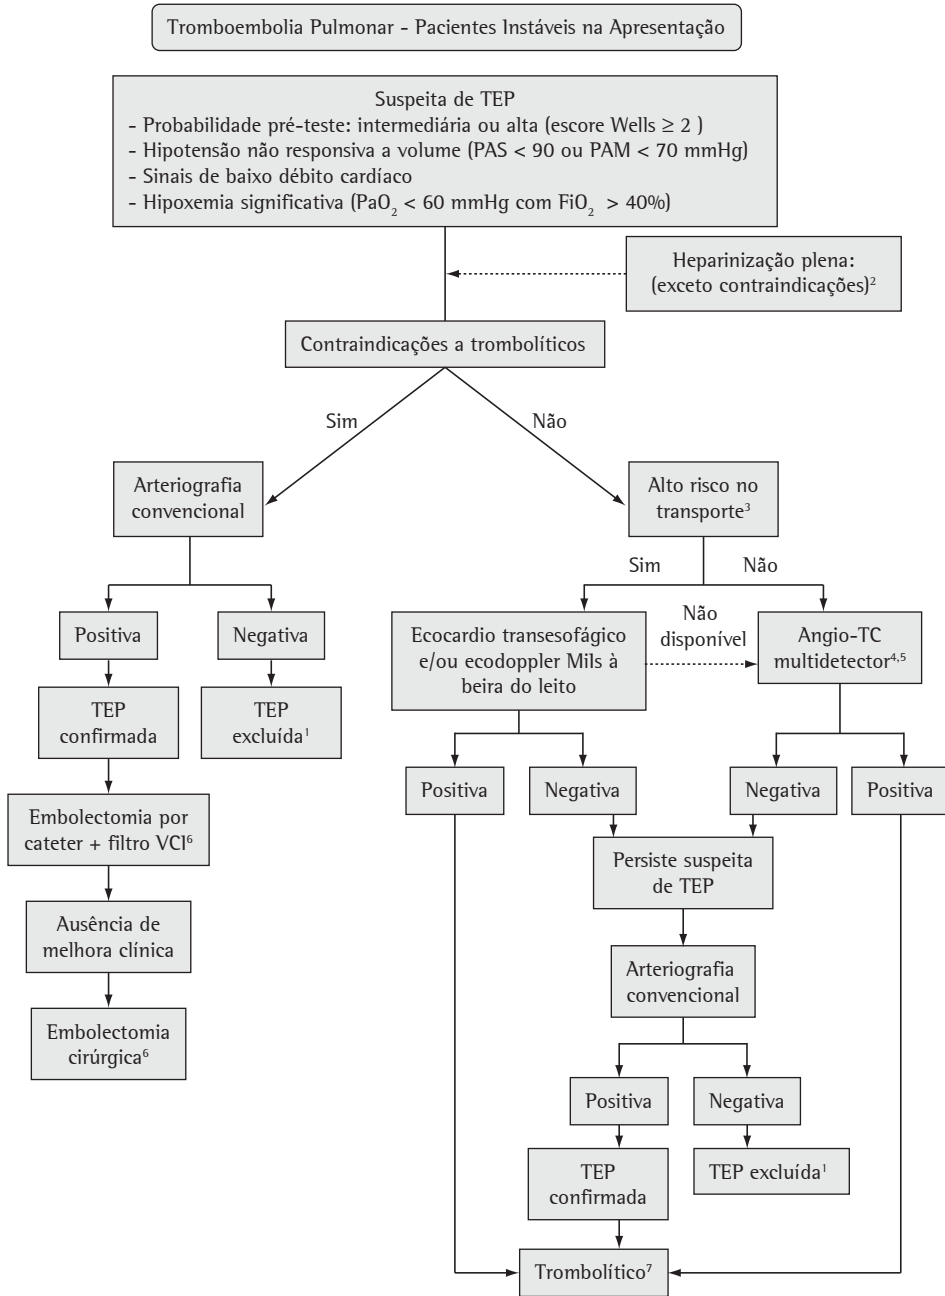 Tromboembolia Pulmonar - Pacientes Instáveis na Apresentação
Suspeita de TEP
- Probabilidade pré-teste: intermediária ou alta (escore Wells ≥ 2 )
- Hipotensão não responsiva a volume (PAS < 90 ou PAM < 70 mmHg)
- Sinais de baixo débito cardíaco
- Hipoxemia significativa (PaO₂ < 60 mmHg com FiO₂ > 40%)
Heparinização plena:
(exceto contraindicações)²
Contraindicações a trombolíticos
Sim
Não
Arteriografia
convencional
Alto risco no
transporte³
Sim
Não
Positiva
Negativa
Ecocardio transesofágico
e/ou ecodoppler Mils à
beira do leito
Não
disponível
Angio-TC
multidetector⁴,⁵
TEP
confirmada
TEP
excluída¹
Positiva
Negativa
Negativa
Positiva
Embolectomia por
cateter + filtro VCI⁶
Persiste suspeita
de TEP
Ausência de
melhora clínica
Arteriografia
convencional
Embolectomia
cirúrgica⁶
Positiva
Negativa
TEP
confirmada
TEP excluída¹
Trombolítico⁷